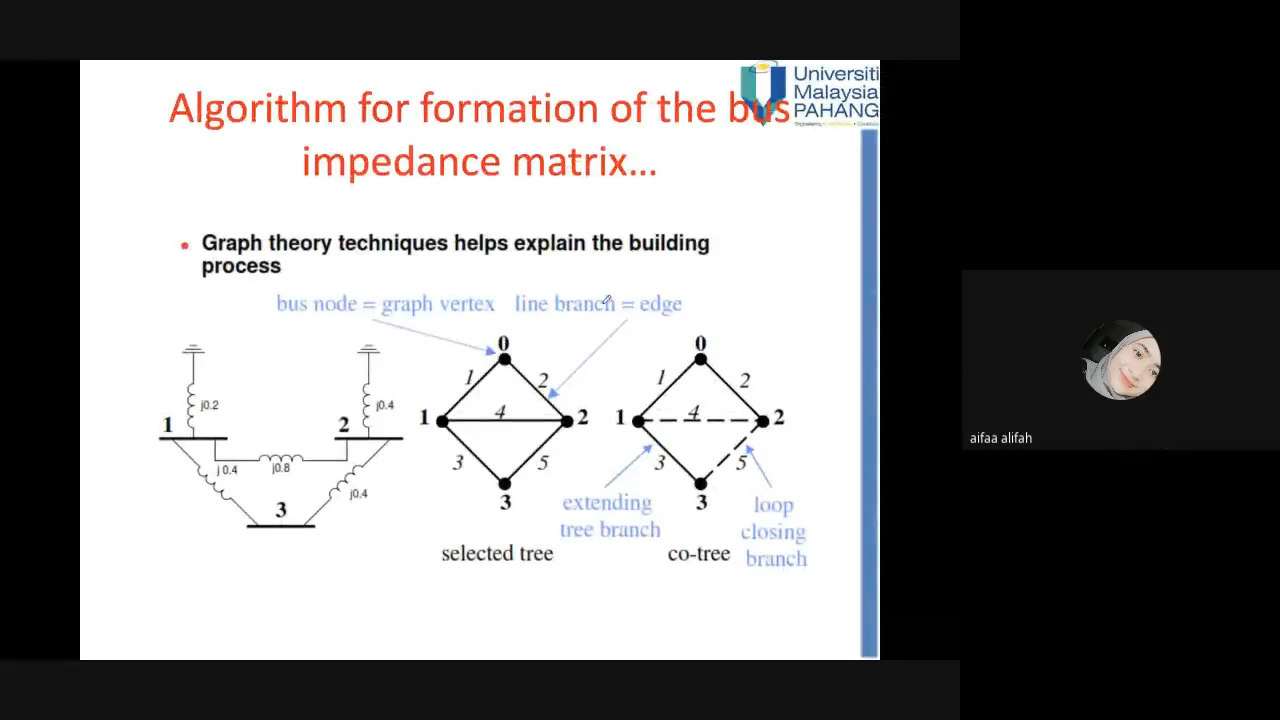 Universiti
Malaysia
PAHANG
Algorithm for formation of the bus
impedance matrix...
• Graph theory techniques helps explain the building
process
bus node = graph vertex line branch = edge
0 0
1 2 1 2
j0.2 j0.4
1 2 1 4 2 1 4 2
j0.4 j0.8 3 5 3 5
j0.4
3 3 3
extending
tree branch
loop
closing
branch
selected tree co-tree
aifaa alifah